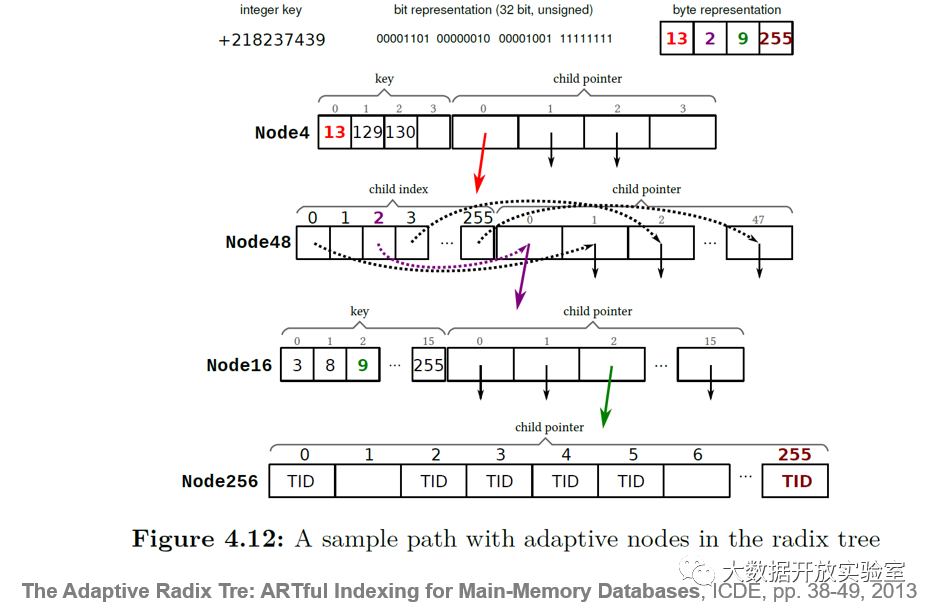 integer key bit representation (32 bit, unsigned) byte representation
+218237439 00001101 00000010 00001001 11111111 13 2 9 255
key child pointer
0 1 2 3 0 1 2 3
Node4 13 129 130
child index child pointer
0 1 2 3 255 0 1 2 47
Node48 ... ...
key child pointer
0 1 2 15 0 1 2 15
Node16 3 8 9 ... 255 ...
child pointer
0 1 2 3 4 5 6 255
Node256 TID TID TID TID TID ... TID
Figure 4.12: A sample path with adaptive nodes in the radix tree
大数据开放实验室
The Adaptive Radix Tre: ARTful Indexing for Main-Memory Databases, ICDE, pp. 38-49, 2013